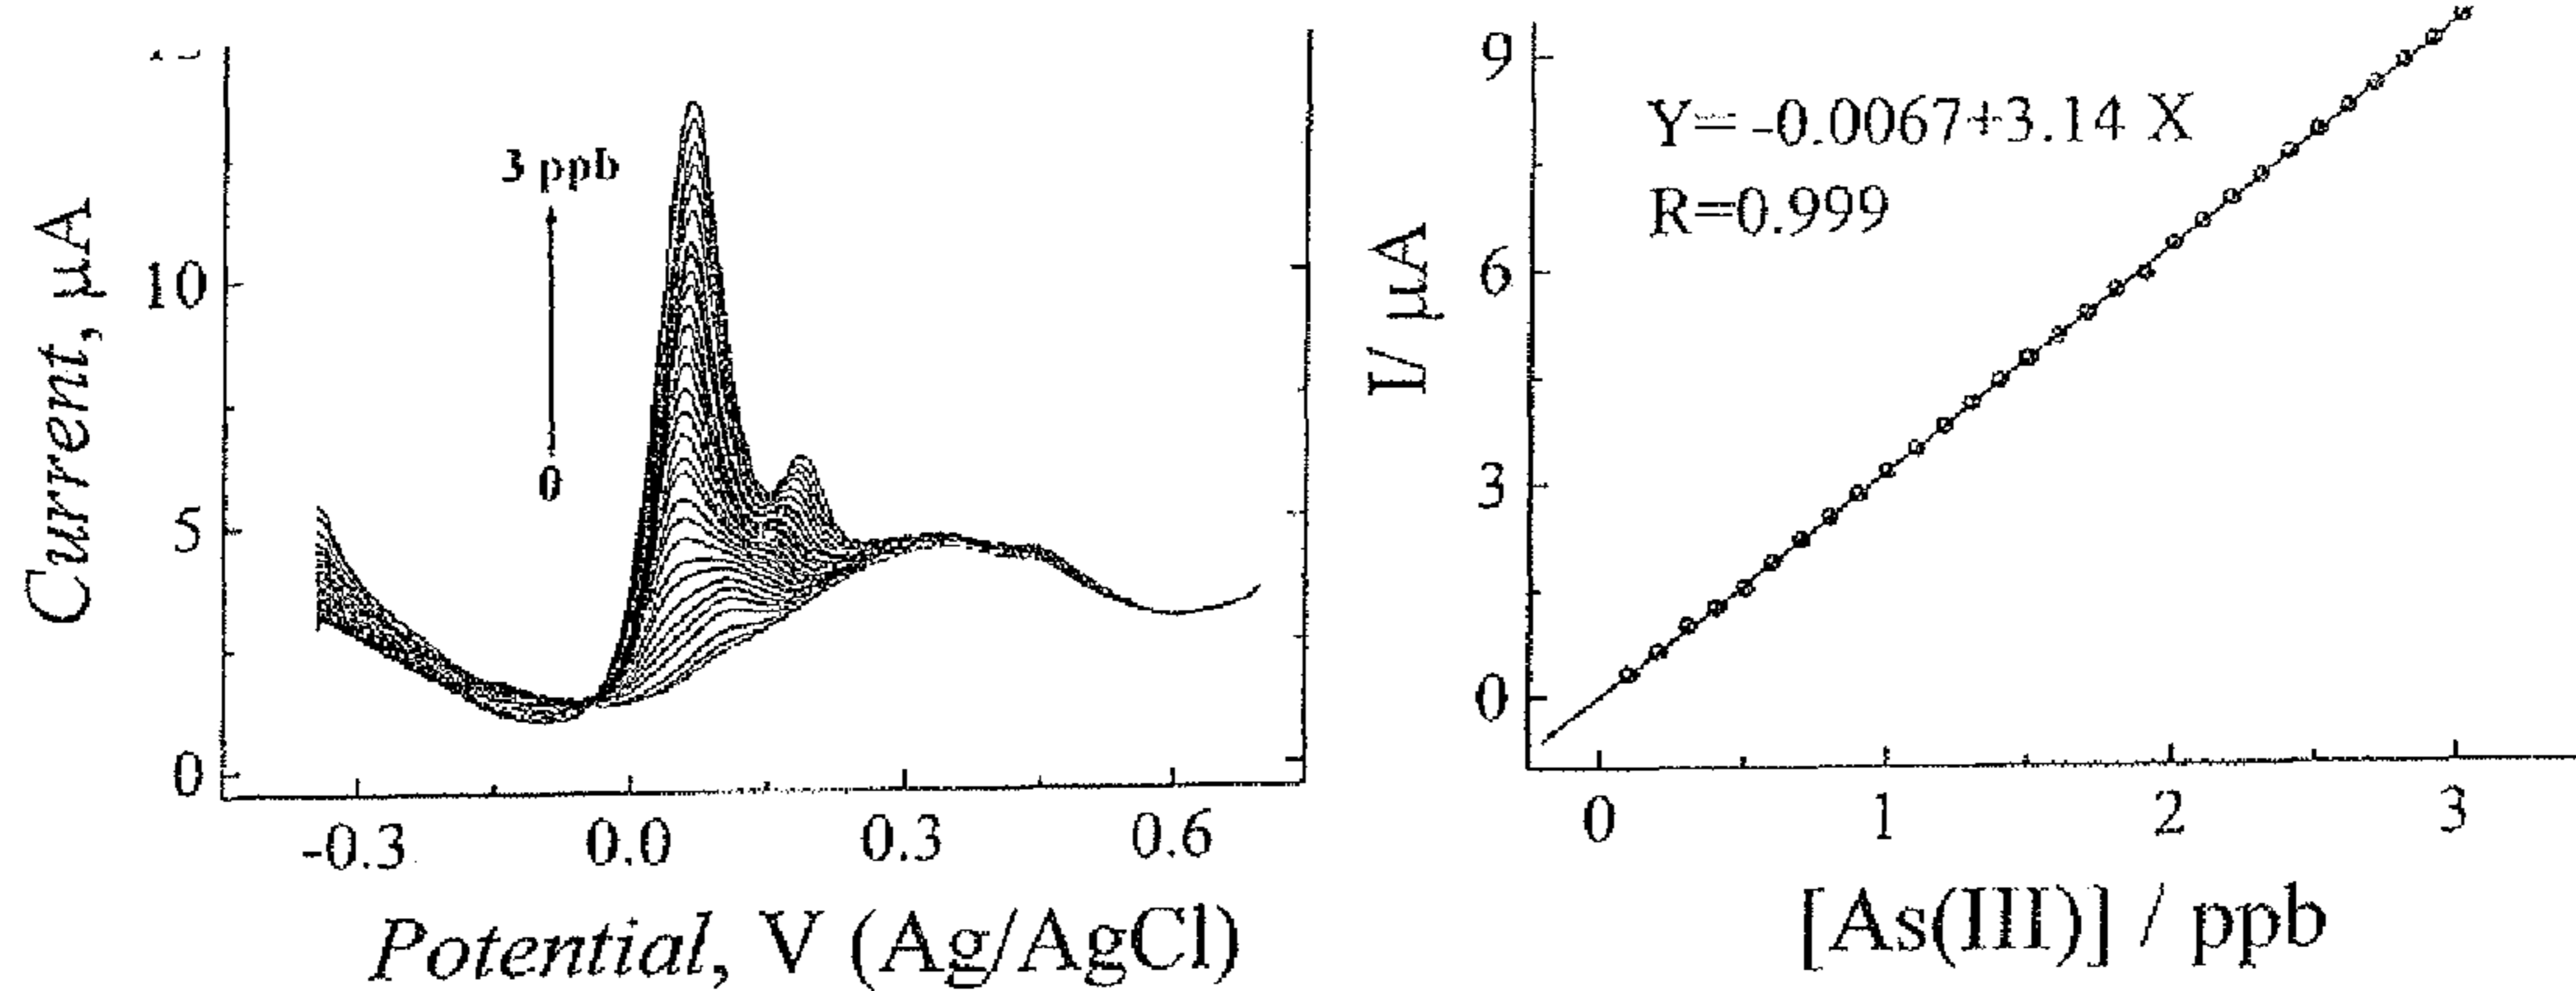 10
5
0
Current, μA
3 ppb
0
-0.3
0.0
0.3
0.6
Potential, V (Ag/AgCl)
9
6
3
0
I/ μA
Y= -0.0067+3.14 X
R=0.999
0
1
2
3
[As(III)] / ppb